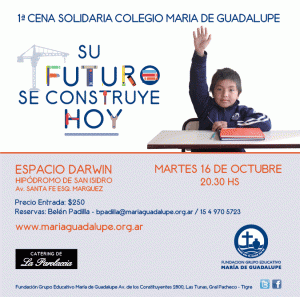 1ª CENA SOLIDARIA COLEGIO MARIA DE GUADALUPE
SU
FUTURO
SE CONSTRUYE
HOY
ESPACIO DARWIN
HIPÓDROMO DE SAN ISIDRO
Av. SANTA FE ESQ. MARQUEZ
MARTES 16 DE OCTUBRE
20.30 HS
Precio Entrada: $250
Reservas: Belén Padilla - bpadilla@mariaguadalupe.org.ar / 15 4 970 5723
www.mariaguadalupe.org.ar
CATERING DE
La Parolaccia
FUNDACION GRUPO EDUCATIVO
MARÍA DE GUADALUPE
Fundación Grupo Educativo Maria de Guadalupe Av. de los Constituyentes 2800, Las Tunas, Gral Pacheco - Tigre